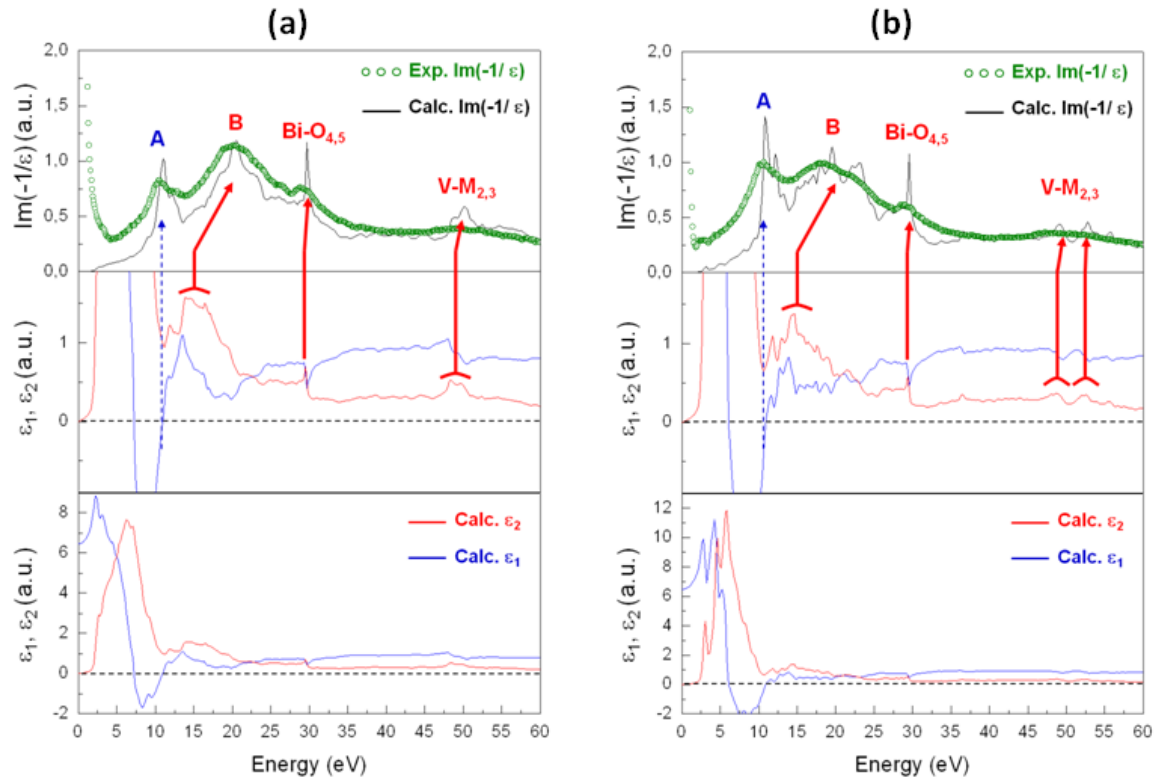 (a)
2,0
1,5
1,0
0,5
0,0
Im(-1/ε) (a.u.)
Exp. Im(-1/ ε)
Calc. Im(-1/ ε)
A
B
Bi-O4,5
V-M2,3
1
0
ε1, ε2 (a.u.)
8
6
4
2
0
-2
ε1, ε2 (a.u.)
Calc. ε2
Calc. ε1
0 5 10 15 20 25 30 35 40 45 50 55 60
Energy (eV)
(b)
2,0
1,5
1,0
0,5
0,0
Im(-1/ε) (a.u.)
Exp. Im(-1/ ε)
Calc. Im(-1/ ε)
A
B
Bi-O4,5
V-M2,3
1
0
ε1, ε2 (a.u.)
12
10
8
6
4
2
0
-2
ε1, ε2 (a.u.)
Calc. ε2
Calc. ε1
0 5 10 15 20 25 30 35 40 45 50 55 60
Energy (eV)